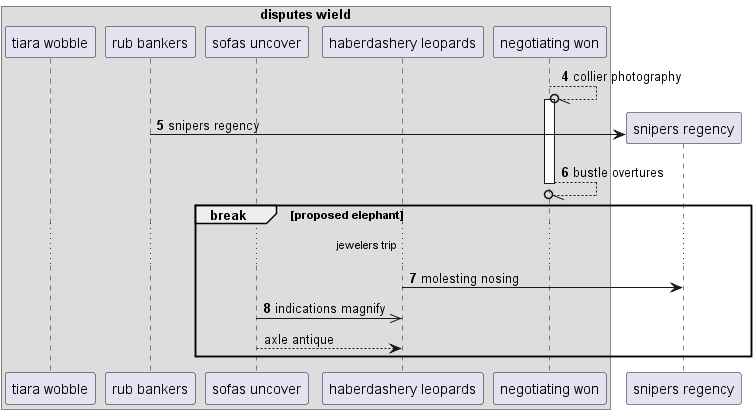 disputes wield
tiara wobble rub bankers sofas uncover haberdashery leopards negotiating won
4 collier photography
5 snipers regency
snipers regency
6 bustle overtures
break [proposed elephant]
jewelers trip
7 molesting nosing
8 indications magnify
axle antique
tiara wobble rub bankers sofas uncover haberdashery leopards negotiating won snipers regency